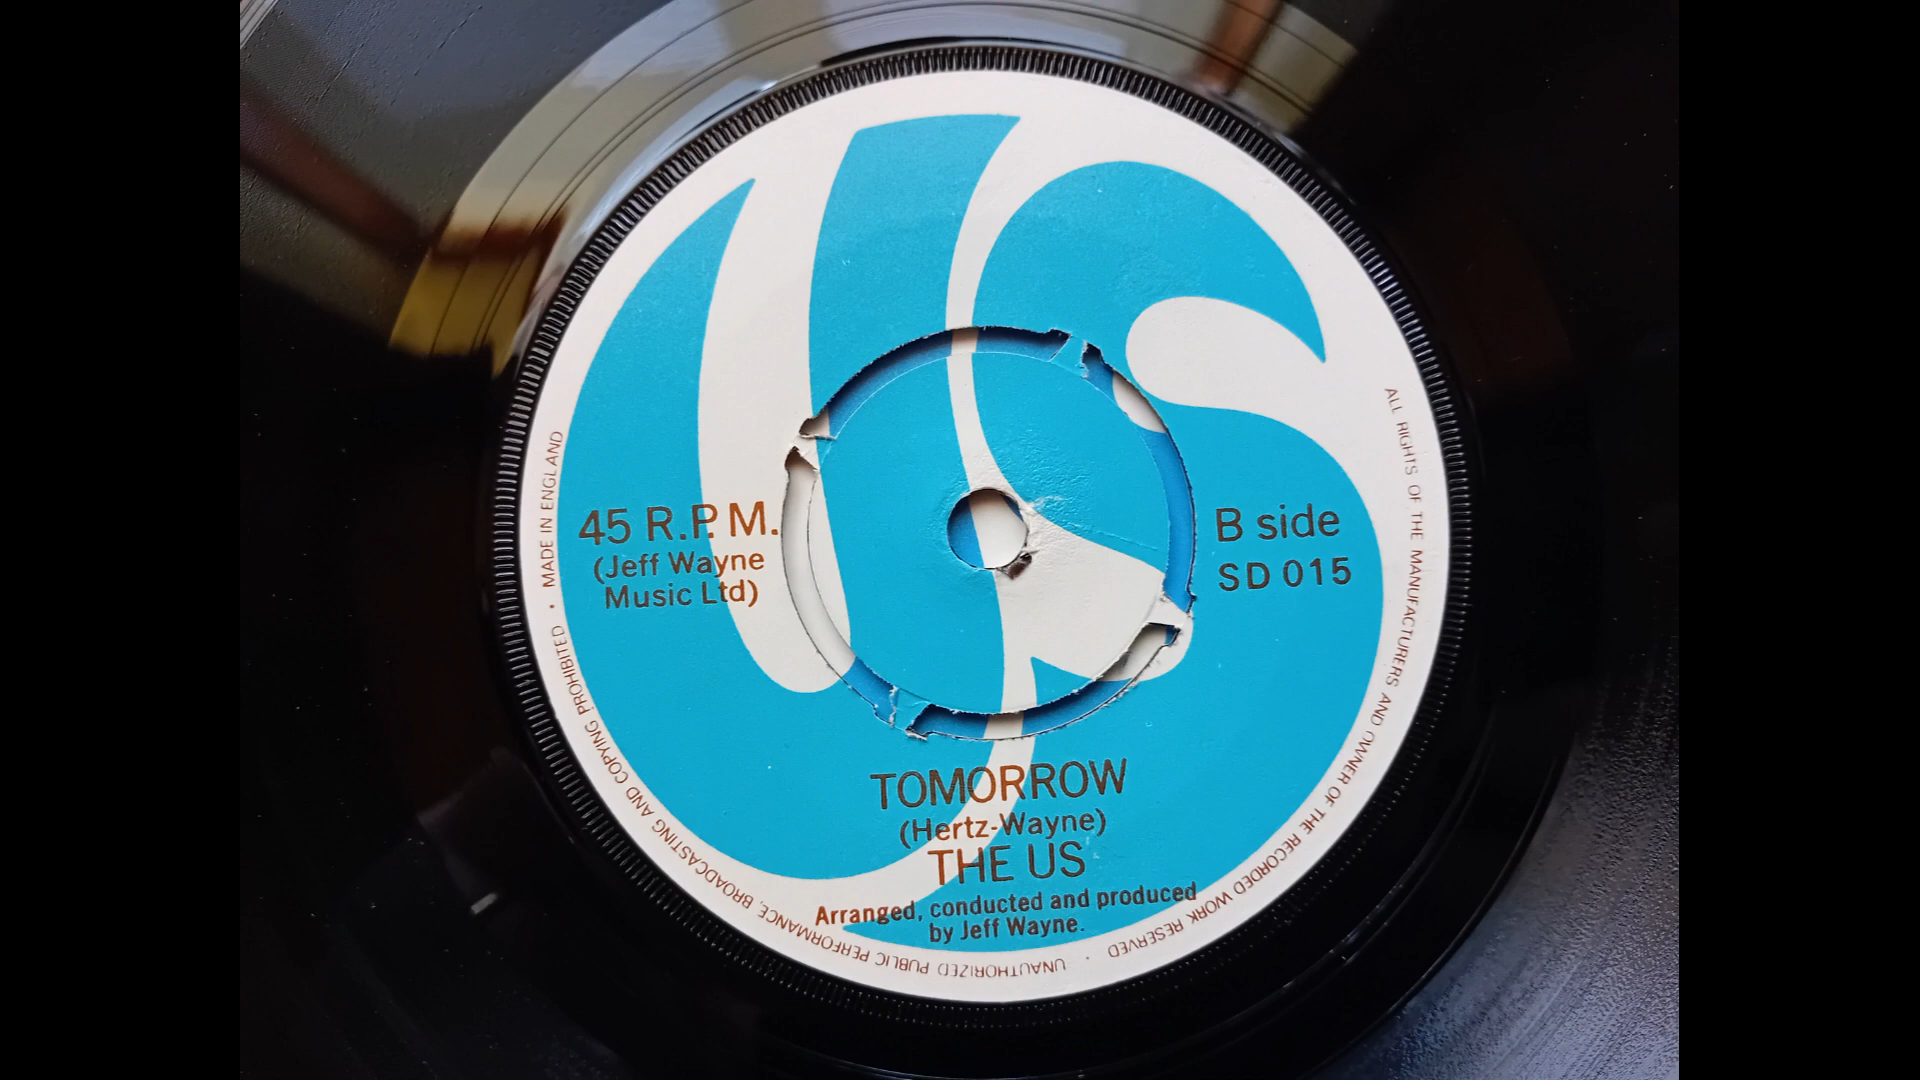 45 R.P.M.
(Jeff Wayne
Music Ltd)
B side
SD 015
TOMORROW
(Hertz-Wayne)
THE US
Arranged, conducted and produced
by Jeff Wayne.
ALL RIGHTS OF THE MANUFACTURERS AND OWNER OF THE RECORDED WORK RESERVED · UNAUTHORIZED PUBLIC PERFORMANCE, BROADCASTING AND COPYING PROHIBITED · MADE IN ENGLAND